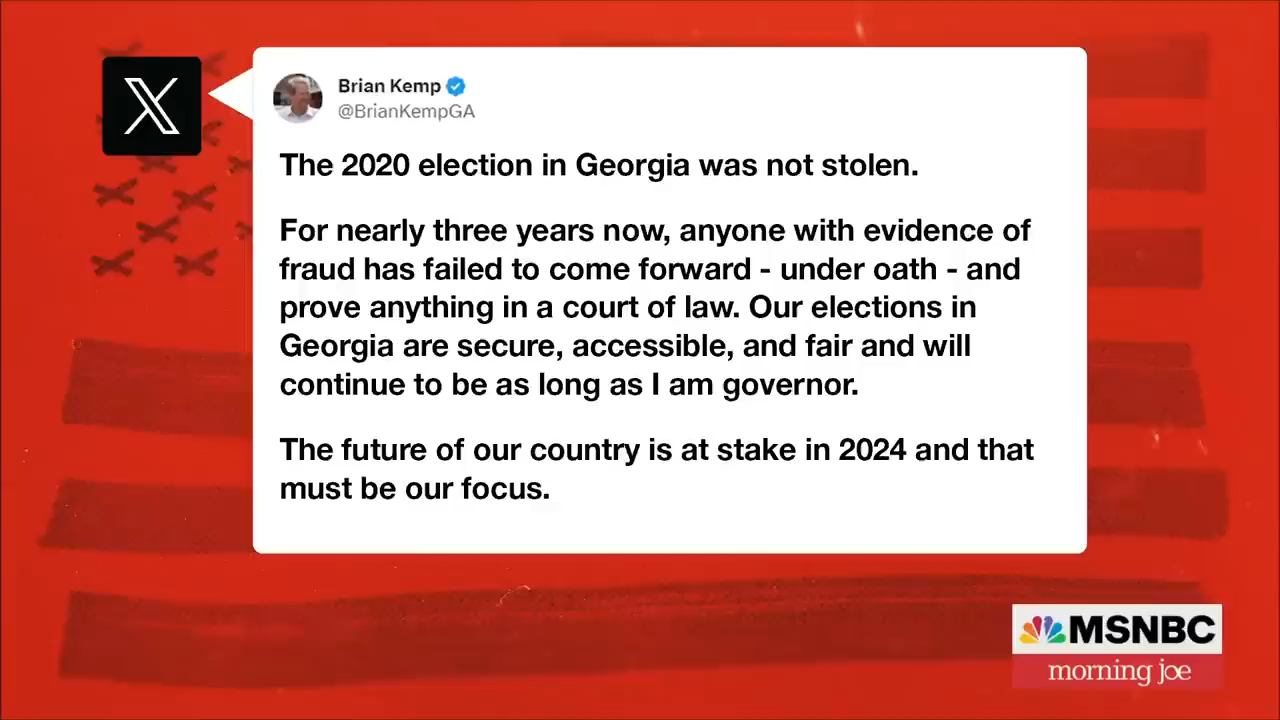 X
Brian Kemp
@BrianKempGA
The 2020 election in Georgia was not stolen.
For nearly three years now, anyone with evidence of
fraud has failed to come forward - under oath - and
prove anything in a court of law. Our elections in
Georgia are secure, accessible, and fair and will
continue to be as long as I am governor.
The future of our country is at stake in 2024 and that
must be our focus.
MSNBC
morning joe